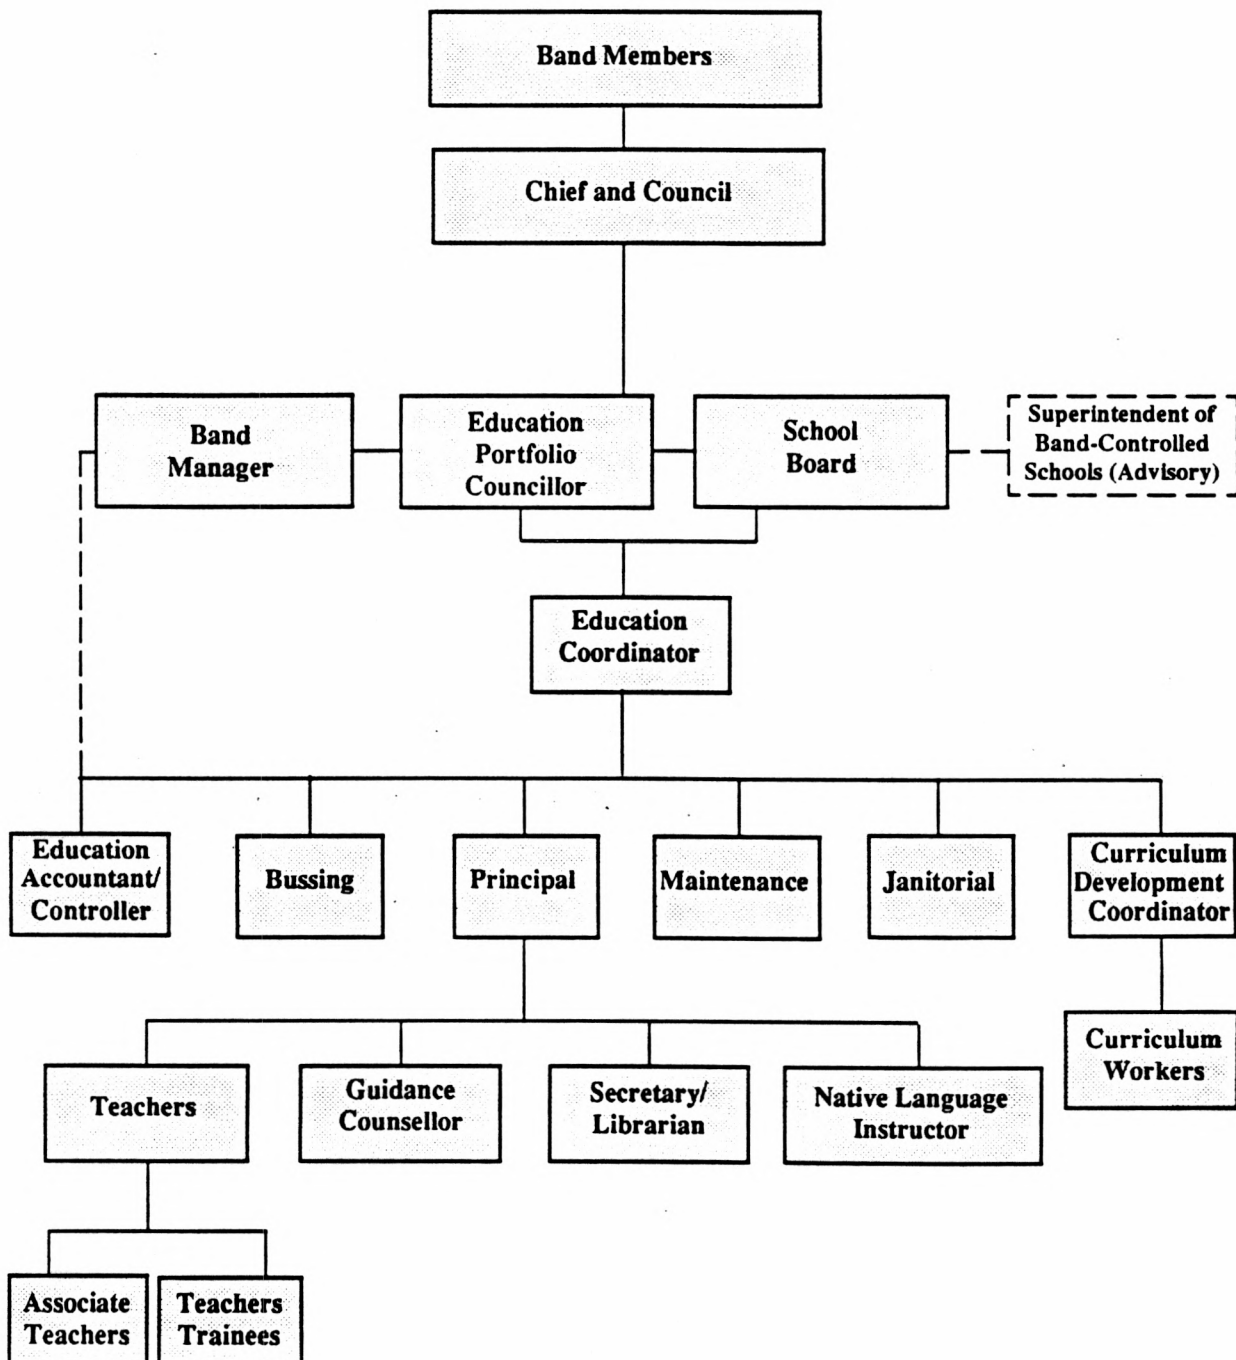 Band Members
Chief and Council
Band
Manager
Education
Portfolio
Councillor
School
Board
Superintendent of
Band-Controlled
Schools (Advisory)
Education
Coordinator
Education
Accountant/
Controller
Bussing
Principal
Maintenance
Janitorial
Curriculum
Development
Coordinator
Teachers
Guidance
Counsellor
Secretary/
Librarian
Native Language
Instructor
Curriculum
Workers
Associate
Teachers
Teachers
Trainees